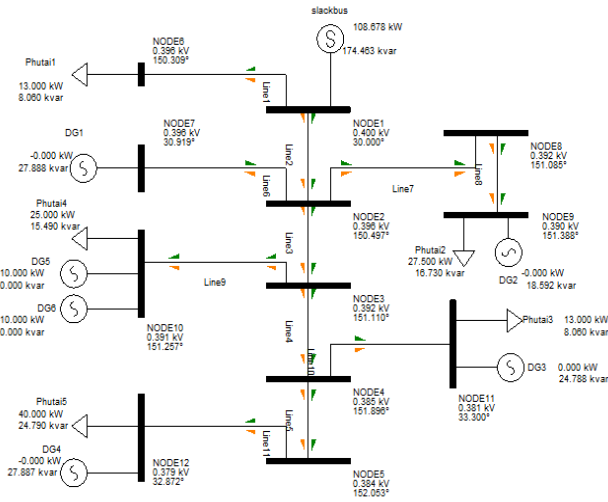 slackbus
108.678 kW
174.463 kvar
NODE6
0.396 kV
150.309°
Phutai1
13.000 kW
8.060 kvar
Line1
NODE1
0.400 kV
30.000°
NODE7
0.396 kV
30.919°
DG1
-0.000 kW
27.888 kvar
Line2
Line6
NODE8
0.392 kV
151.085°
Line8
Line7
NODE2
0.396 kV
150.497°
NODE9
0.390 kV
151.388°
Phutai2
27.500 kW
16.730 kvar
DG2
-0.000 kW
18.592 kvar
Phutai4
25.000 kW
15.490 kvar
DG5
10.000 kW
0.000 kvar
DG6
10.000 kW
0.000 kvar
Line3
Line9
NODE10
0.391 kV
151.257°
NODE3
0.392 kV
151.110°
Line4
Line10
Phutai3
13.000 kW
8.060 kvar
DG3
0.000 kW
24.788 kvar
NODE11
0.381 kV
33.300°
NODE4
0.385 kV
151.896°
Phutai5
40.000 kW
24.790 kvar
DG4
-0.000 kW
27.887 kvar
Line5
Line11
NODE12
0.379 kV
32.872°
NODE5
0.384 kV
152.053°